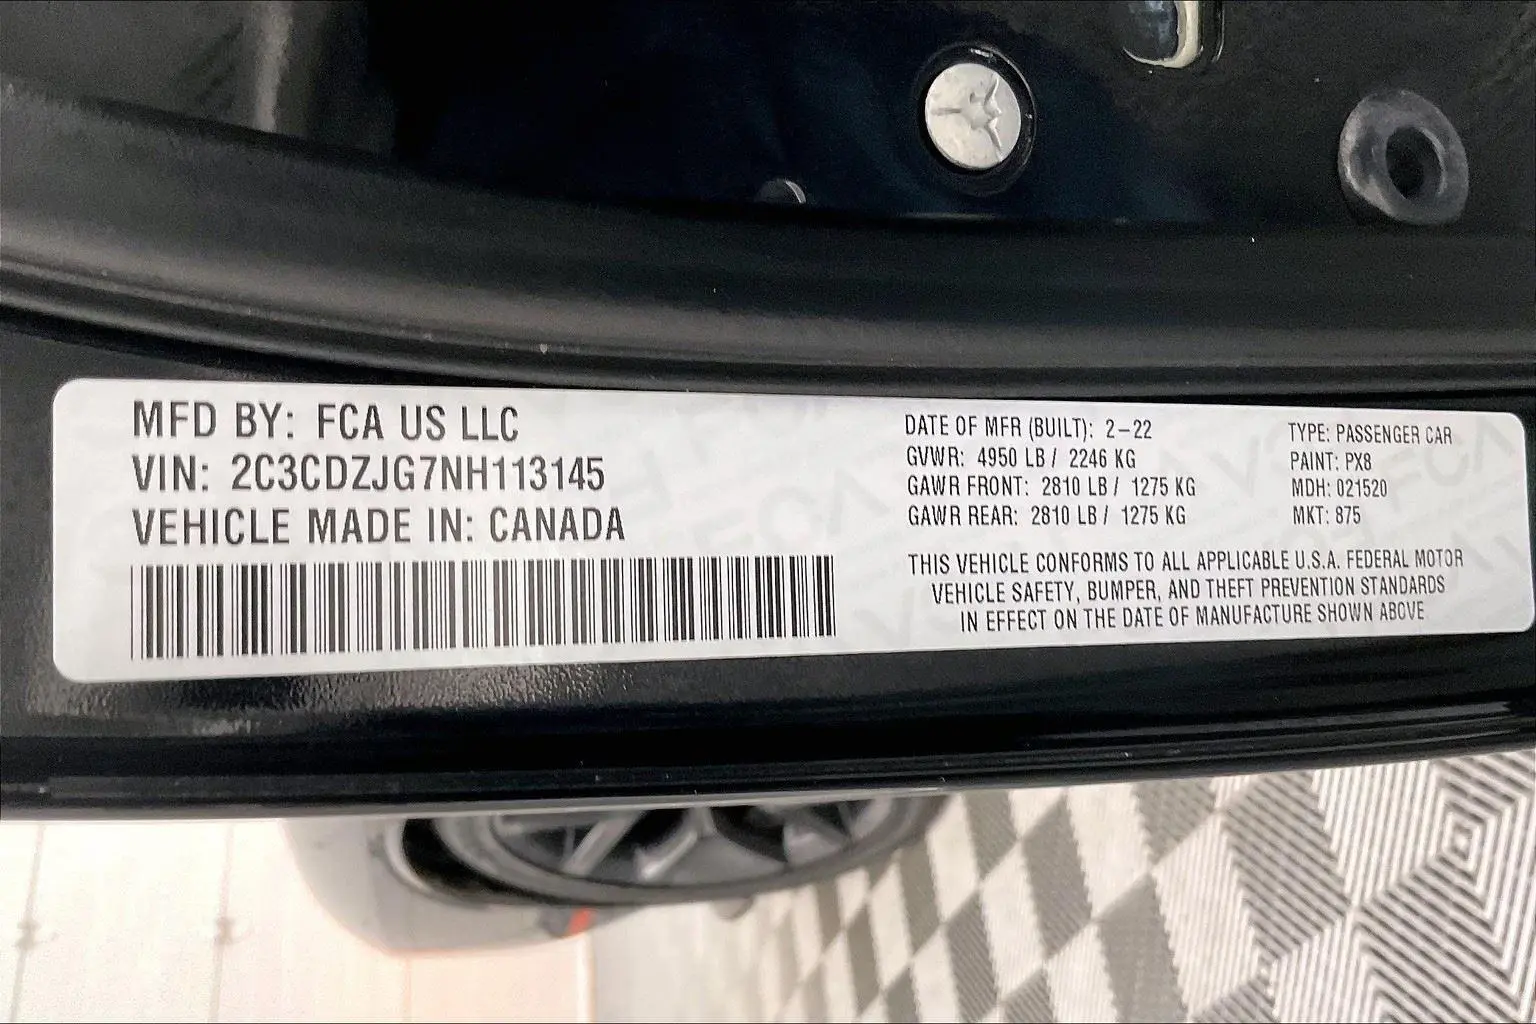 MFD BY: FCA US LLC
VIN: 2C3CDZJG7NH113145
VEHICLE MADE IN: CANADA
DATE OF MFR (BUILT): 2-22
GVWR: 4950 LB / 2246 KG
GAWR FRONT: 2810 LB / 1275 KG
GAWR REAR: 2810 LB / 1275 KG
TYPE: PASSENGER CAR
PAINT: PX8
MDH: 021520
MKT: 875
THIS VEHICLE CONFORMS TO ALL APPLICABLE U.S.A. FEDERAL MOTOR
VEHICLE SAFETY, BUMPER, AND THEFT PREVENTION STANDARDS
IN EFFECT ON THE DATE OF MANUFACTURE SHOWN ABOVE